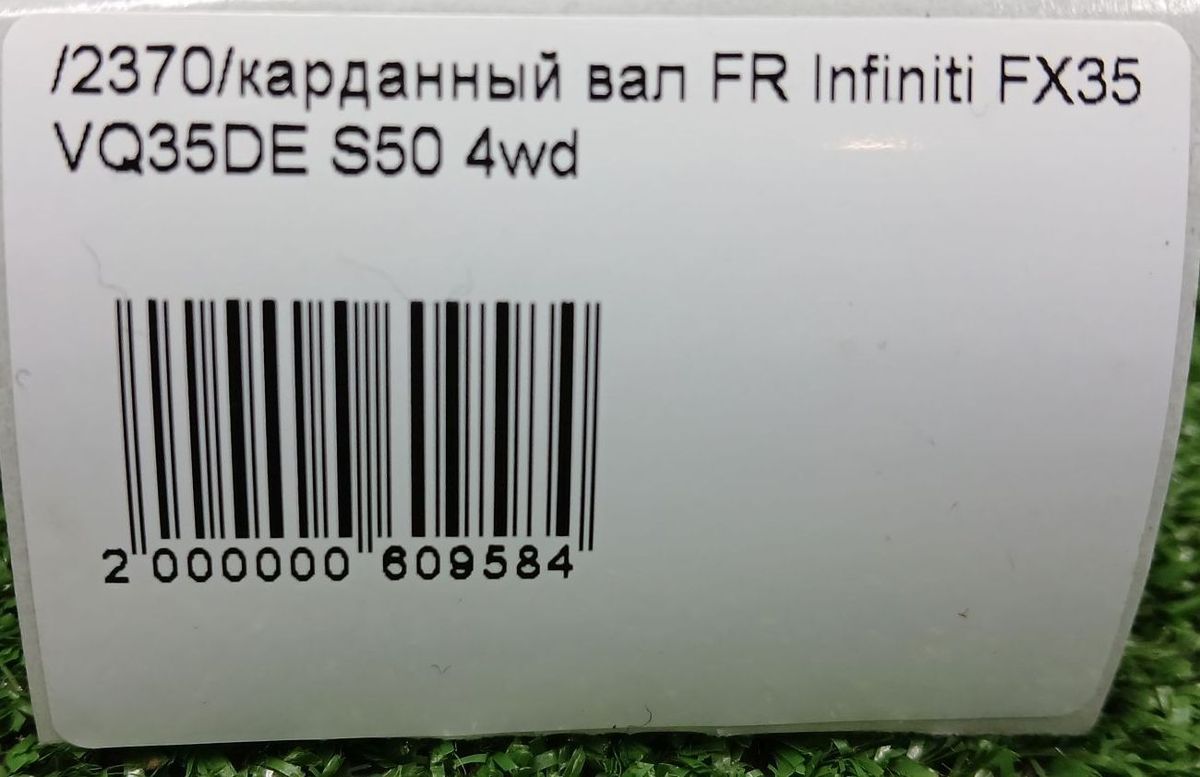 /2370/карданный вал FR Infiniti FX35
VQ35DE S50 4wd
2 000000 609584